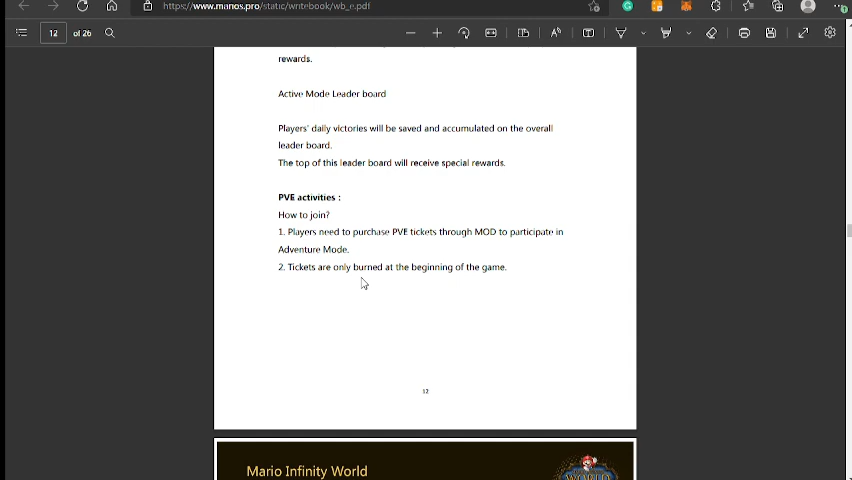 https://www.manos.pro/static/writebook/wb_e.pdf
12 of 26
rewards.
Active Mode Leader board
Players' daily victories will be saved and accumulated on the overall
leader board.
The top of this leader board will receive special rewards.
PVE activities :
How to join?
1. Players need to purchase PVE tickets through MOD to participate in
Adventure Mode.
2. Tickets are only burned at the beginning of the game.
12
Mario Infinity World
WORLD